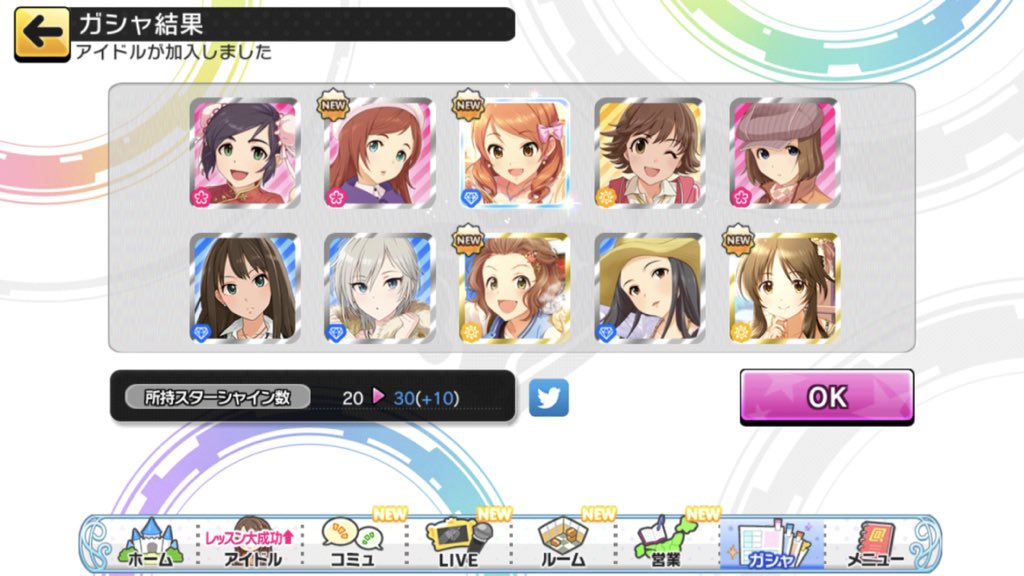 ガシャ結果
アイドルが加入しました
NEW
NEW
NEW
NEW
所持スターシャイン数
20 ▶ 30(+10)
OK
NEW
NEW
NEW
NEW
レッスン大成功⬆
ホーム
アイドル
コミュ
LIVE
ルーム
営業
ガシャ
メニュー